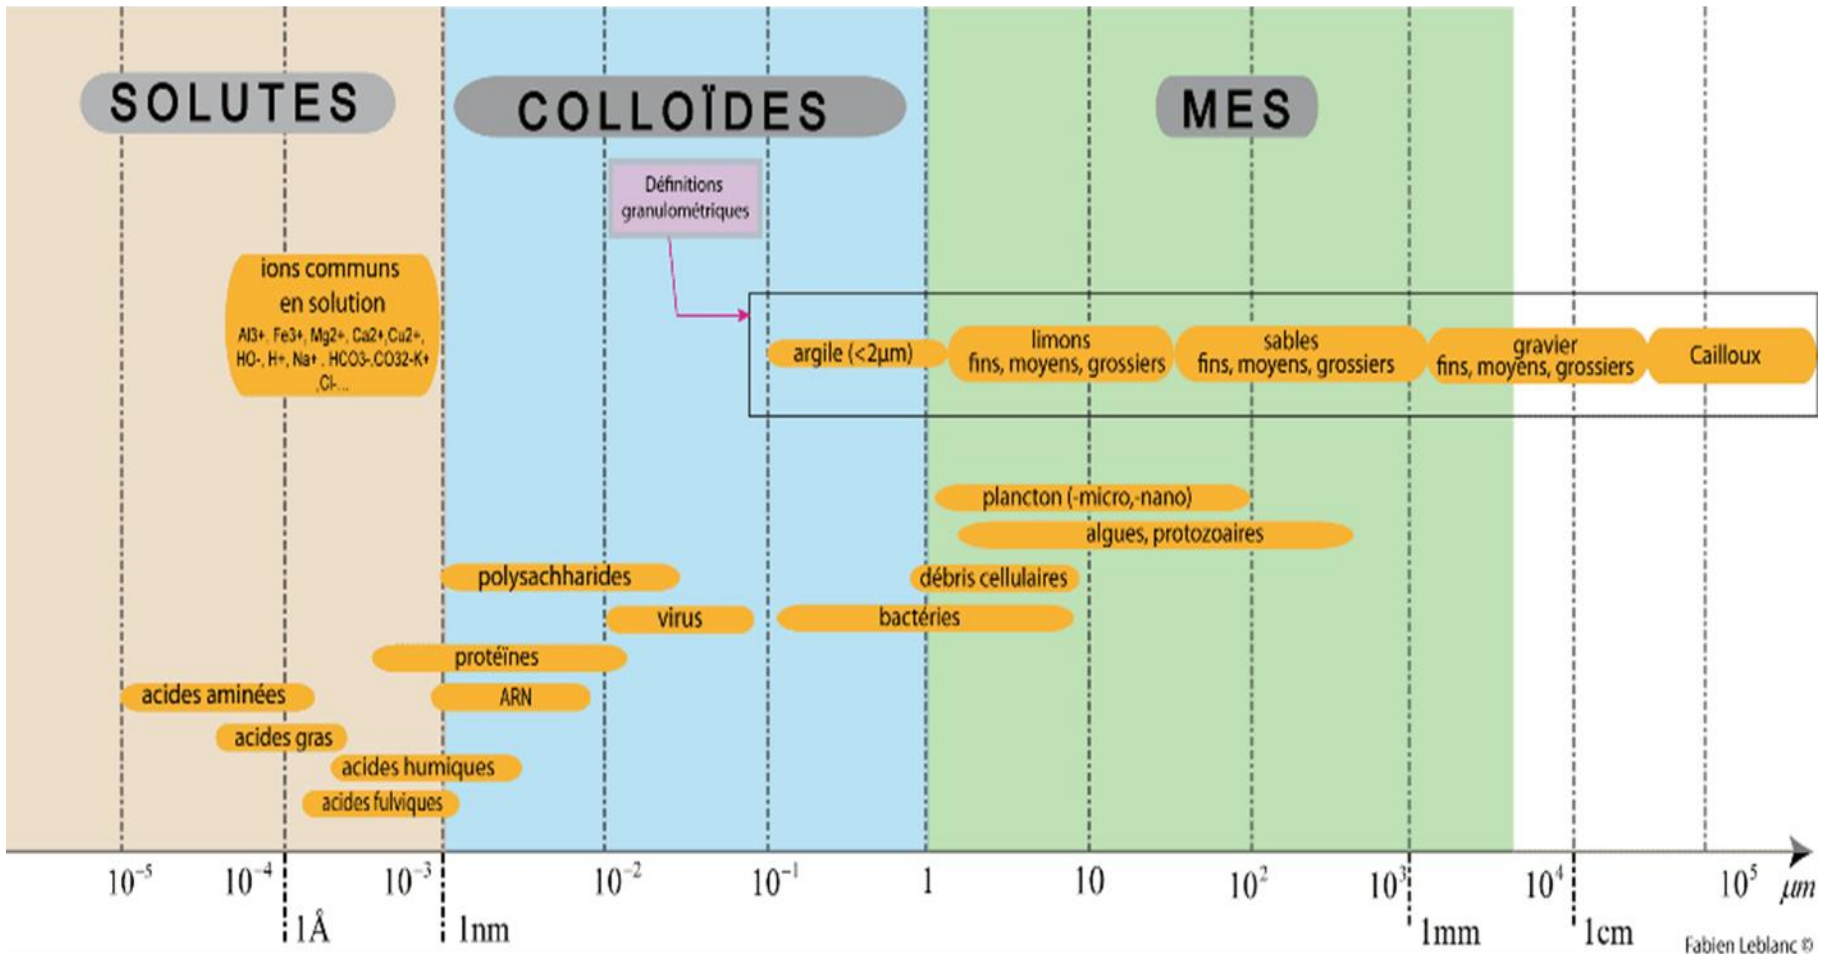 SOLUTES
COLLOÏDES
MES
Définitions
granulométriques
ions communs
en solution
Al3+, Fe3+, Mg2+, Ca2+,Cu2+,
HO-, H+, Na+ , HCO3-,CO32-K+
,Cl-...
argile (<2µm)
limons
fins, moyens, grossiers
sables
fins, moyens, grossiers
gravier
fins, moyens, grossiers
Cailloux
plancton (-micro,-nano)
algues, protozoaires
polysachharides
débris cellulaires
virus
bactéries
protéïnes
acides aminées
ARN
acides gras
acides humiques
acides fulviques
10⁻⁵ 10⁻⁴ 10⁻³ 10⁻² 10⁻¹ 1 10 10² 10³ 10⁴ 10⁵ µm
1Å 1nm 1mm 1cm
Fabien Leblanc ©